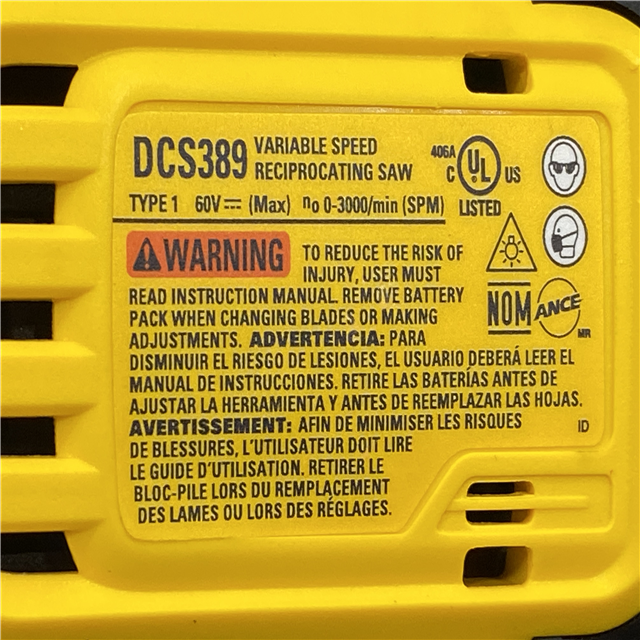 DCS389 VARIABLE SPEED
RECIPROCATING SAW
406A
C UL US
LISTED
TYPE 1 60V⎓ (Max) no 0-3000/min (SPM)
WARNING TO REDUCE THE RISK OF
INJURY, USER MUST
READ INSTRUCTION MANUAL. REMOVE BATTERY
PACK WHEN CHANGING BLADES OR MAKING
ADJUSTMENTS. ADVERTENCIA: PARA
DISMINUIR EL RIESGO DE LESIONES, EL USUARIO DEBERÁ LEER EL
MANUAL DE INSTRUCCIONES. RETIRE LAS BATERÍAS ANTES DE
AJUSTAR LA HERRAMIENTA Y ANTES DE REEMPLAZAR LAS HOJAS.
AVERTISSEMENT: AFIN DE MINIMISER LES RISQUES
DE BLESSURES, L'UTILISATEUR DOIT LIRE
LE GUIDE D'UTILISATION. RETIRER LE
BLOC-PILE LORS DU REMPLACEMENT
DES LAMES OU LORS DES RÉGLAGES.
NOM ANCE
MR
ID